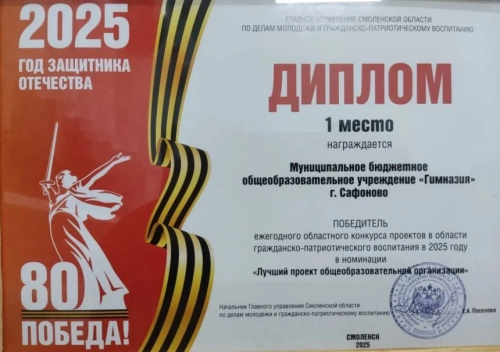 2025
ГОД ЗАЩИТНИКА
ОТЕЧЕСТВА
80
ПОБЕДА!
ГЛАВНОЕ УПРАВЛЕНИЕ СМОЛЕНСКОЙ ОБЛАСТИ
ПО ДЕЛАМ МОЛОДЕЖИ И ГРАЖДАНСКО-ПАТРИОТИЧЕСКОМУ ВОСПИТАНИЮ
ДИПЛОМ
1 место
награждается
Муниципальное бюджетное
общеобразовательное учреждение «Гимназия»
г. Сафоново
ПОБЕДИТЕЛЬ
ежегодного областного конкурса проектов в области
гражданско-патриотического воспитания в 2025 году
в номинации
«Лучший проект общеобразовательной организации»
Начальник Главного управления Смоленской области
по делам молодежи и гражданско-патриотическому воспитанию
СМОЛЕНСК
2025